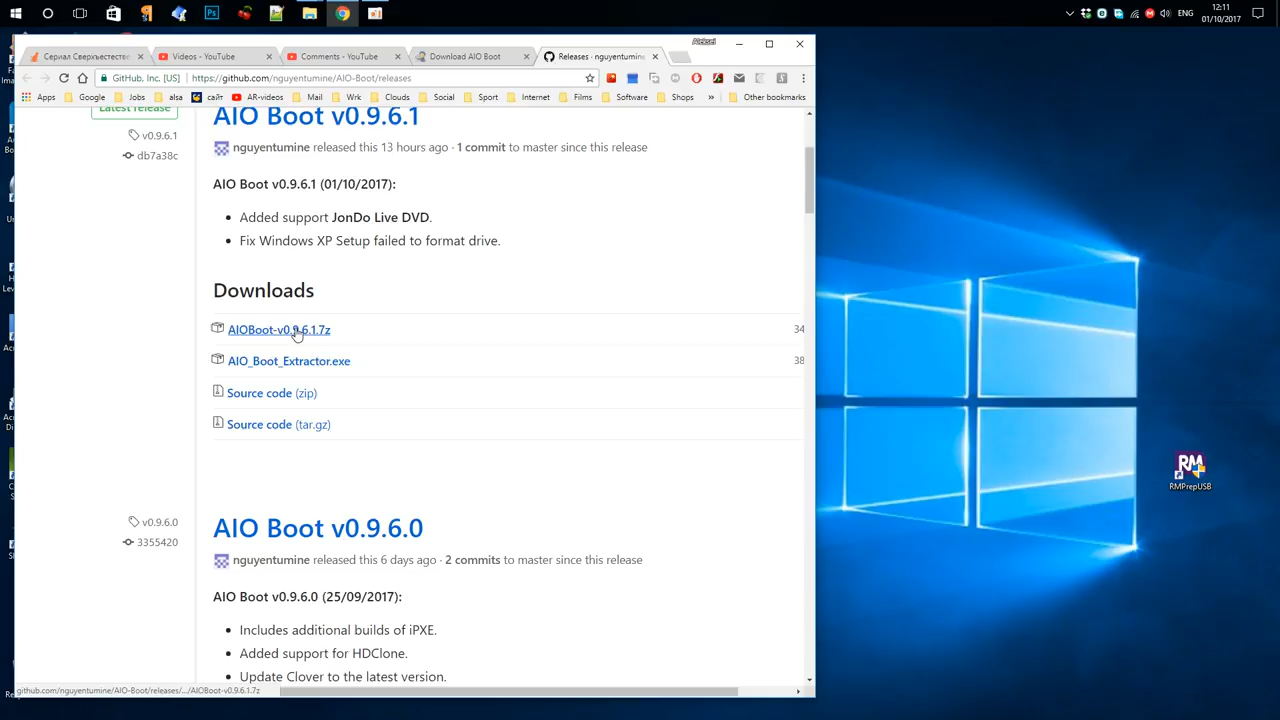 ENG
12:11
01/10/2017
Aleksei
Сериал Сверхъестестве
Videos - YouTube
Comments - YouTube
Download AIO Boot
Releases · nguyentumine
GitHub, Inc. [US]
https://github.com/nguyentumine/AIO-Boot/releases
Apps
Google
Jobs
alsa
сайт
AR-videos
Mail
Wrk
Clouds
Social
Sport
Internet
Films
Software
Shops
»
Other bookmarks
Latest release
v0.9.6.1
db7a38c
AIO Boot v0.9.6.1
nguyentumine released this 13 hours ago · 1 commit to master since this release
AIO Boot v0.9.6.1 (01/10/2017):
Added support JonDo Live DVD.
Fix Windows XP Setup failed to format drive.
Downloads
AIOBoot-v0.9.6.1.7z
34
AIO_Boot_Extractor.exe
38
Source code (zip)
Source code (tar.gz)
v0.9.6.0
3355420
AIO Boot v0.9.6.0
nguyentumine released this 6 days ago · 2 commits to master since this release
AIO Boot v0.9.6.0 (25/09/2017):
Includes additional builds of iPXE.
Added support for HDClone.
Update Clover to the latest version.
github.com/nguyentumine/AIO-Boot/releases/.../AIOBoot-v0.9.6.1.7z
RM
RMPrepUSB